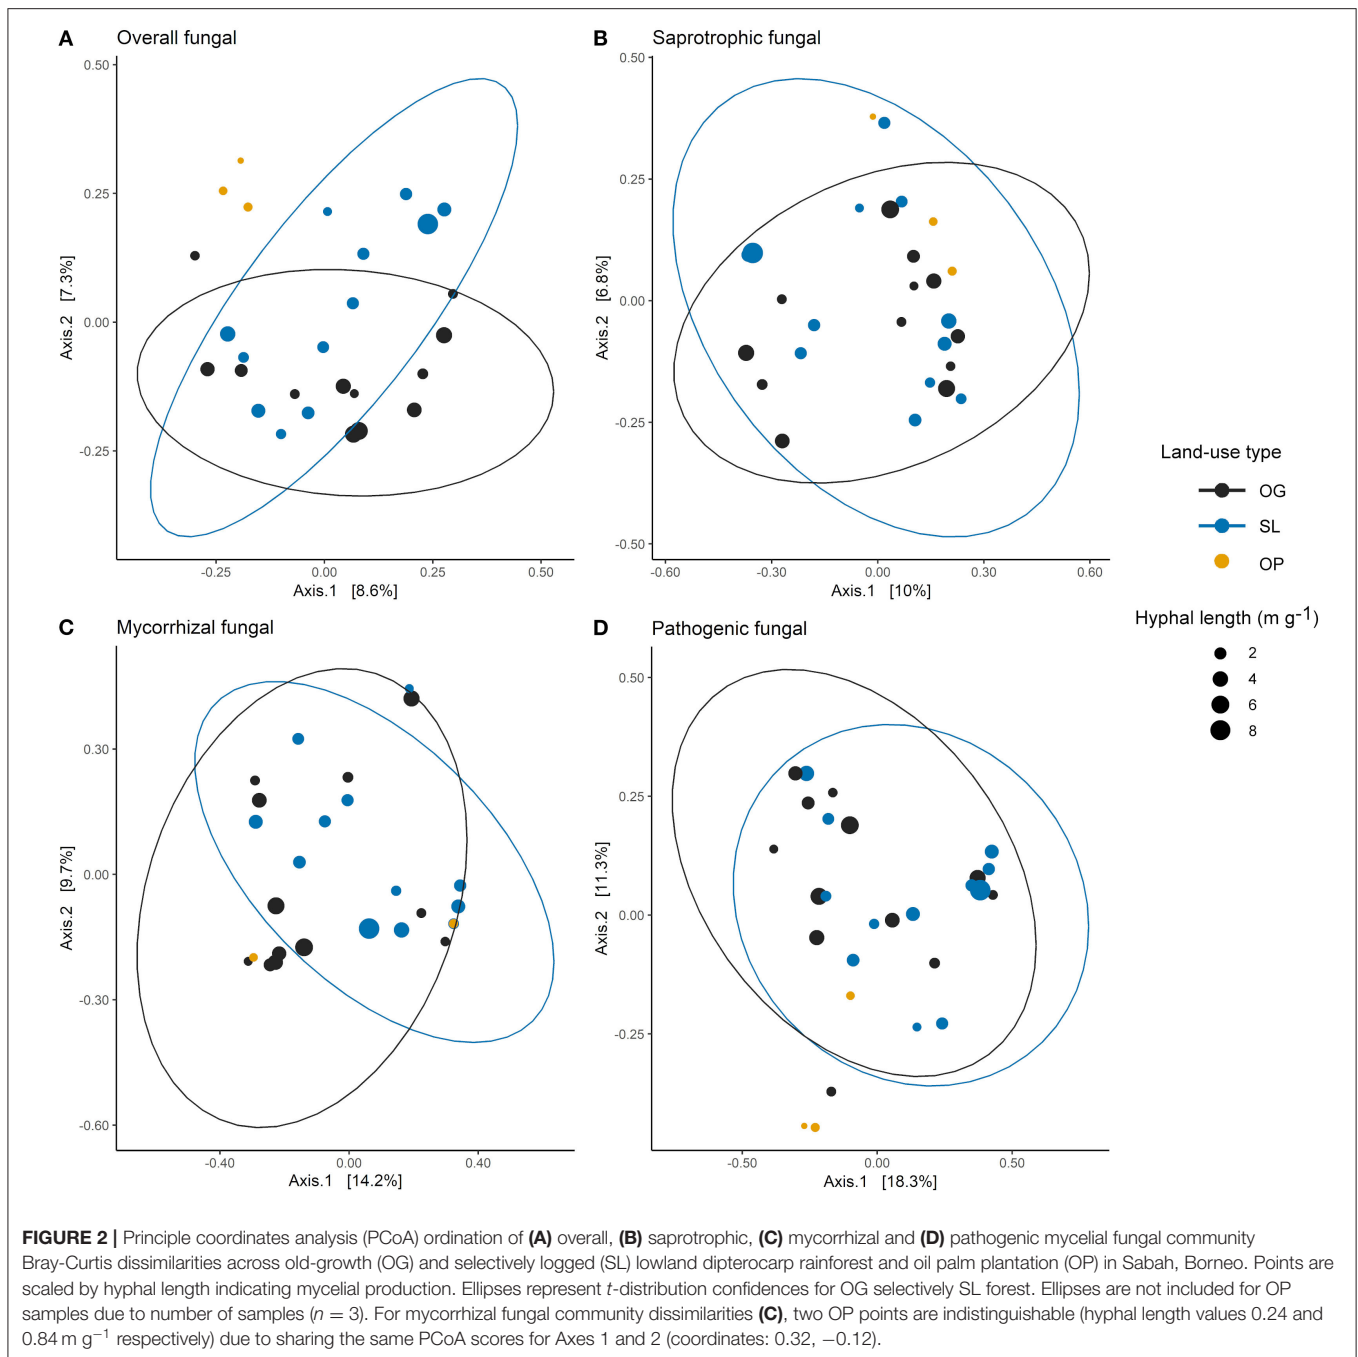 A Overall fungal
0.50
0.25
0.00
-0.25
Axis.2 [7.3%]
-0.25 0.00 0.25 0.50
Axis.1 [8.6%]
B Saprotrophic fungal
0.50
0.25
0.00
-0.25
-0.50
Axis.2 [6.8%]
-0.60 -0.30 0.00 0.30 0.60
Axis.1 [10%]
Land-use type
OG
SL
OP
Hyphal length (m g-1)
2
4
6
8
C Mycorrhizal fungal
0.30
0.00
-0.30
-0.60
Axis.2 [9.7%]
-0.40 0.00 0.40
Axis.1 [14.2%]
D Pathogenic fungal
0.50
0.25
0.00
-0.25
Axis.2 [11.3%]
-0.50 0.00 0.50
Axis.1 [18.3%]
FIGURE 2 | Principle coordinates analysis (PCoA) ordination of (A) overall, (B) saprotrophic, (C) mycorrhizal and (D) pathogenic mycelial fungal community
Bray-Curtis dissimilarities across old-growth (OG) and selectively logged (SL) lowland dipterocarp rainforest and oil palm plantation (OP) in Sabah, Borneo. Points are
scaled by hyphal length indicating mycelial production. Ellipses represent t-distribution confidences for OG selectively SL forest. Ellipses are not included for OP
samples due to number of samples (n = 3). For mycorrhizal fungal community dissimilarities (C), two OP points are indistinguishable (hyphal length values 0.24 and
0.84 m g−1 respectively) due to sharing the same PCoA scores for Axes 1 and 2 (coordinates: 0.32, −0.12).